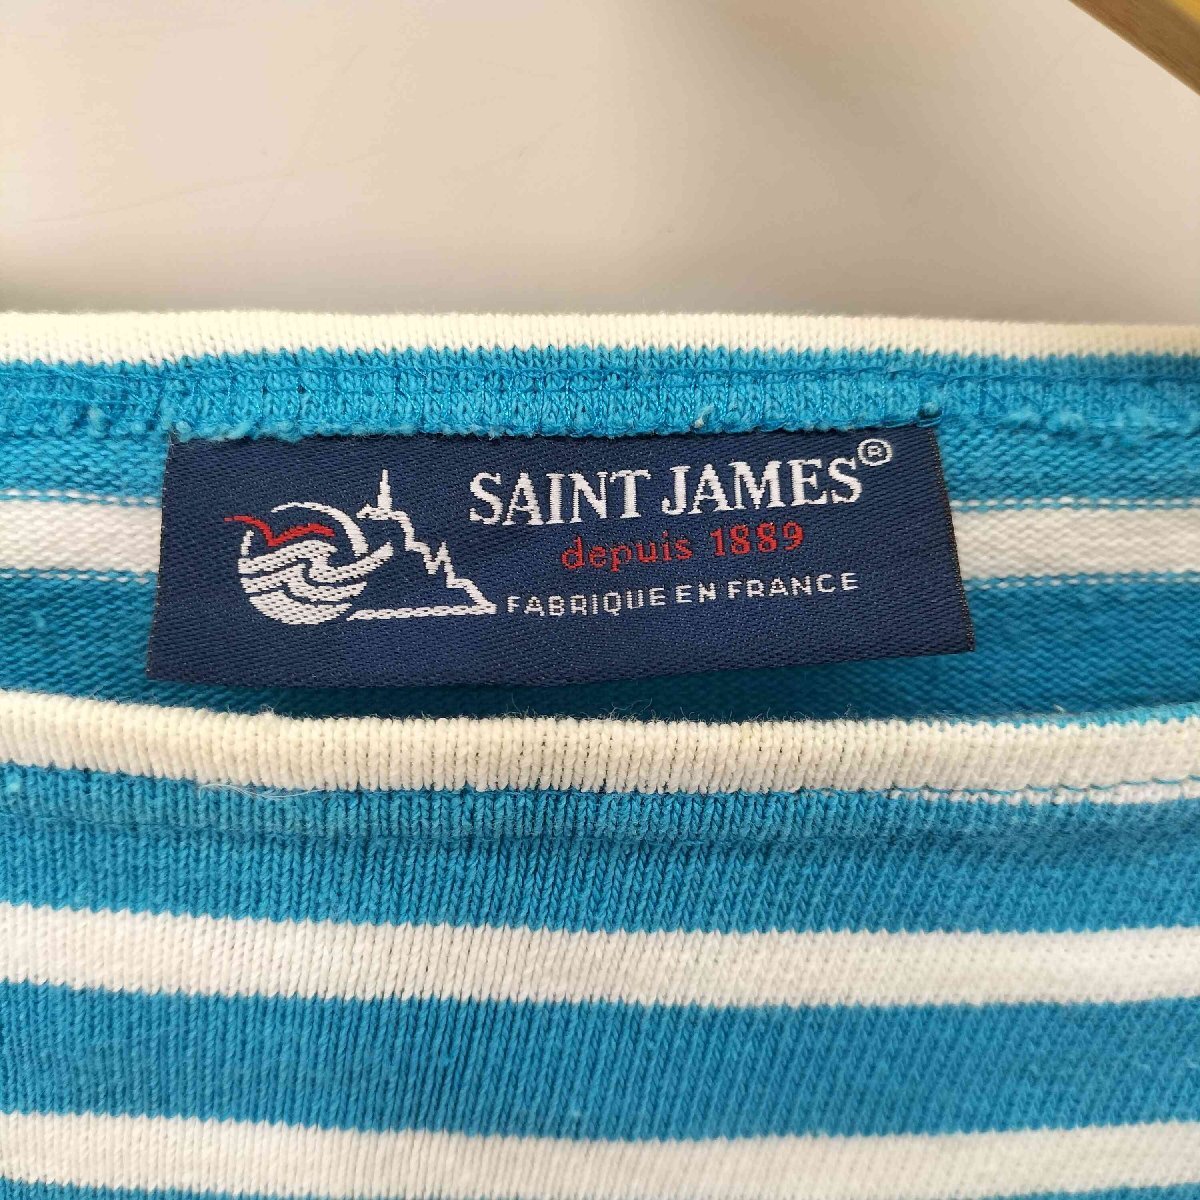 SAINT JAMES®
depuis 1889
FABRIQUE EN FRANCE